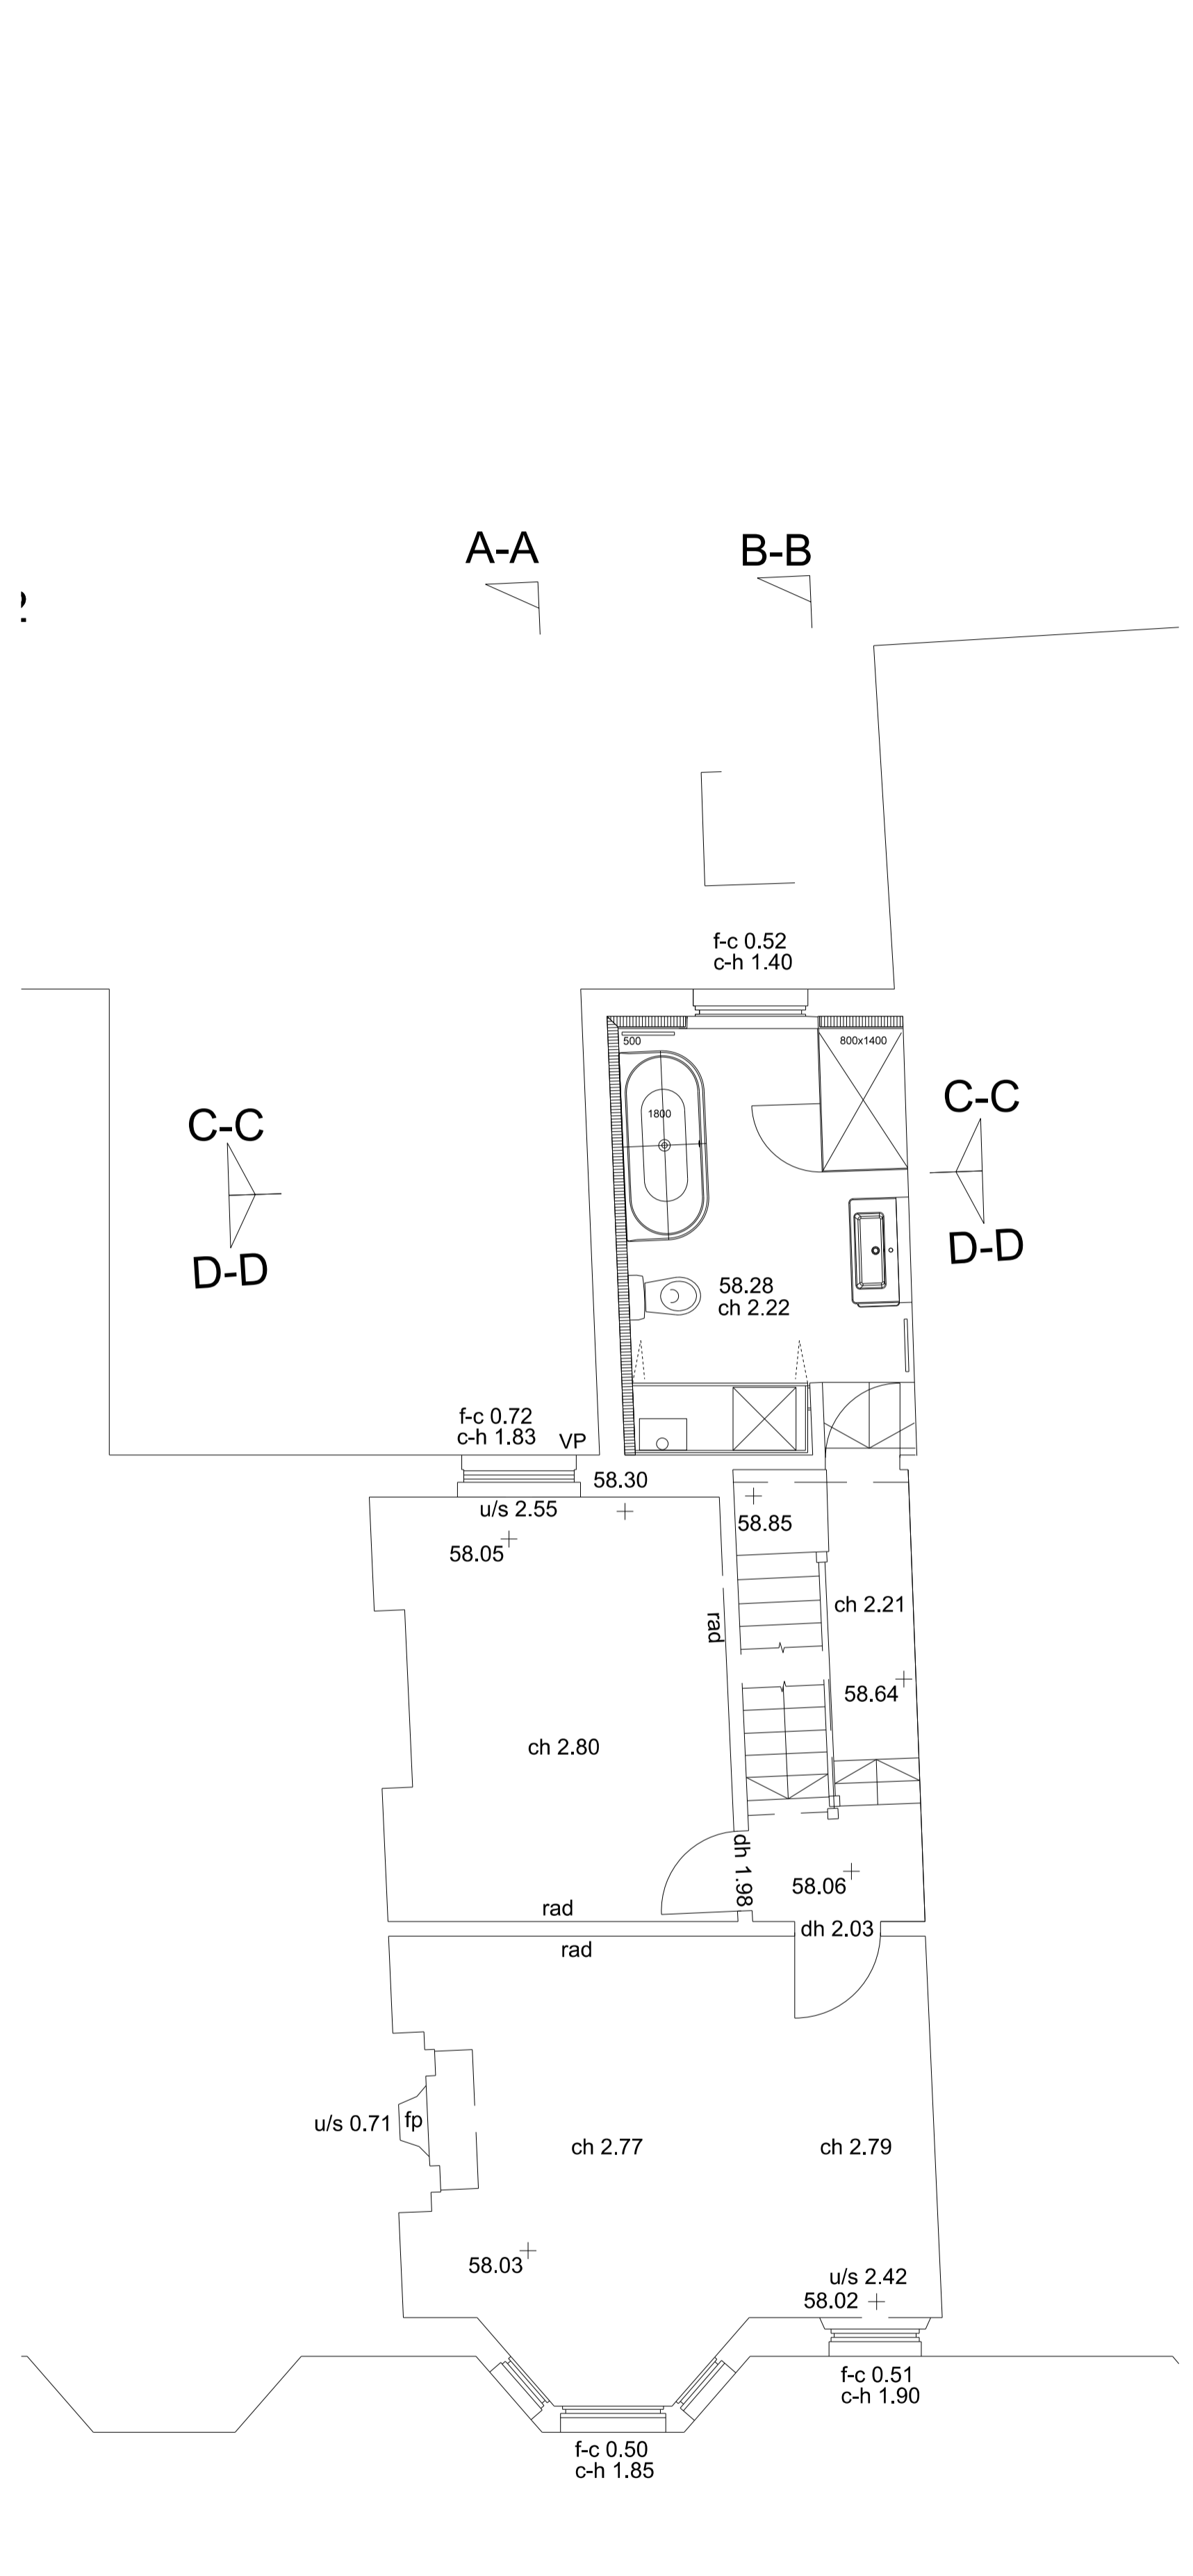 A-A
B-B
f-c 0.52
c-h 1.40
500
800x1400
1800
C-C
D-D
C-C
D-D
58.28
ch 2.22
f-c 0.72
c-h 1.83
VP
58.30
u/s 2.55
58.05
58.85
rad
ch 2.21
58.64
ch 2.80
dh 1.98
58.06
rad
dh 2.03
rad
u/s 0.71
fp
ch 2.77
ch 2.79
58.03
u/s 2.42
58.02
f-c 0.51
c-h 1.90
f-c 0.50
c-h 1.85